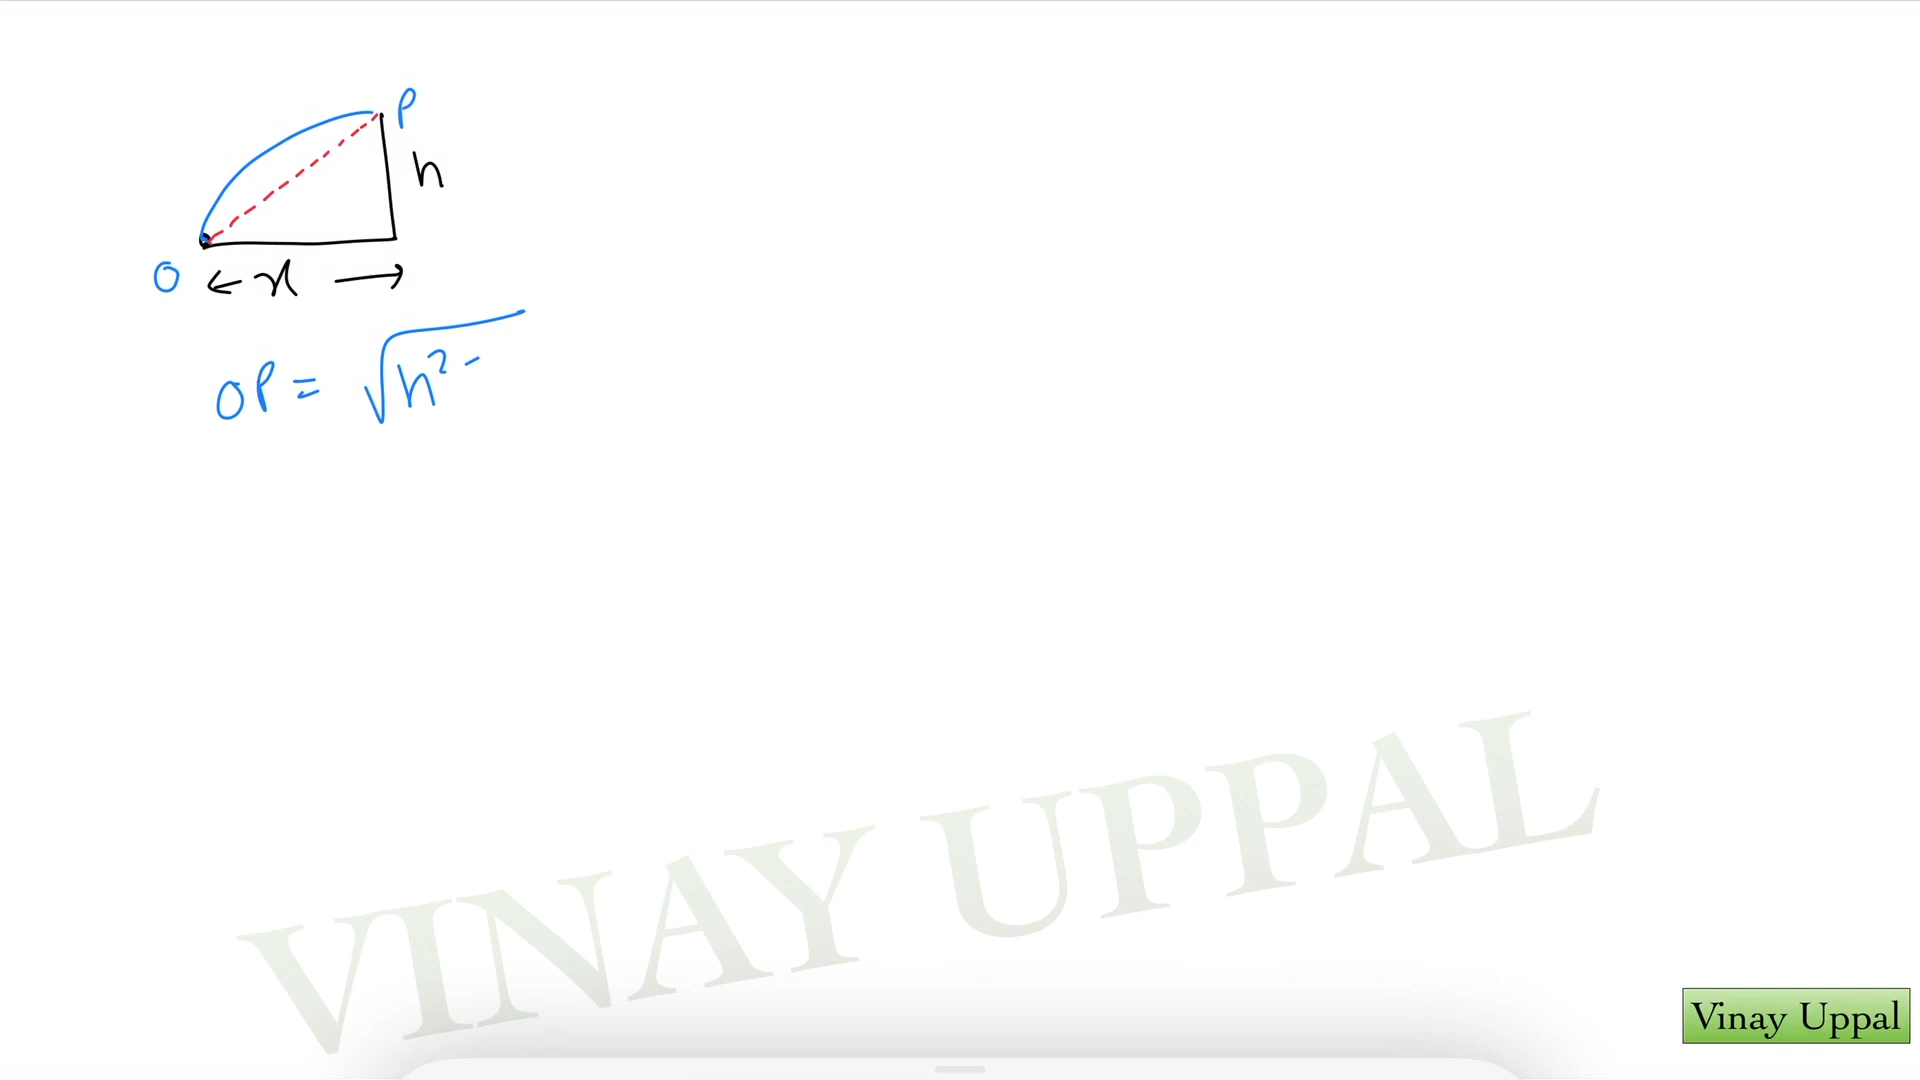 P
h
O ← x →
OP = √h² -
VINAY UPPAL
Vinay Uppal